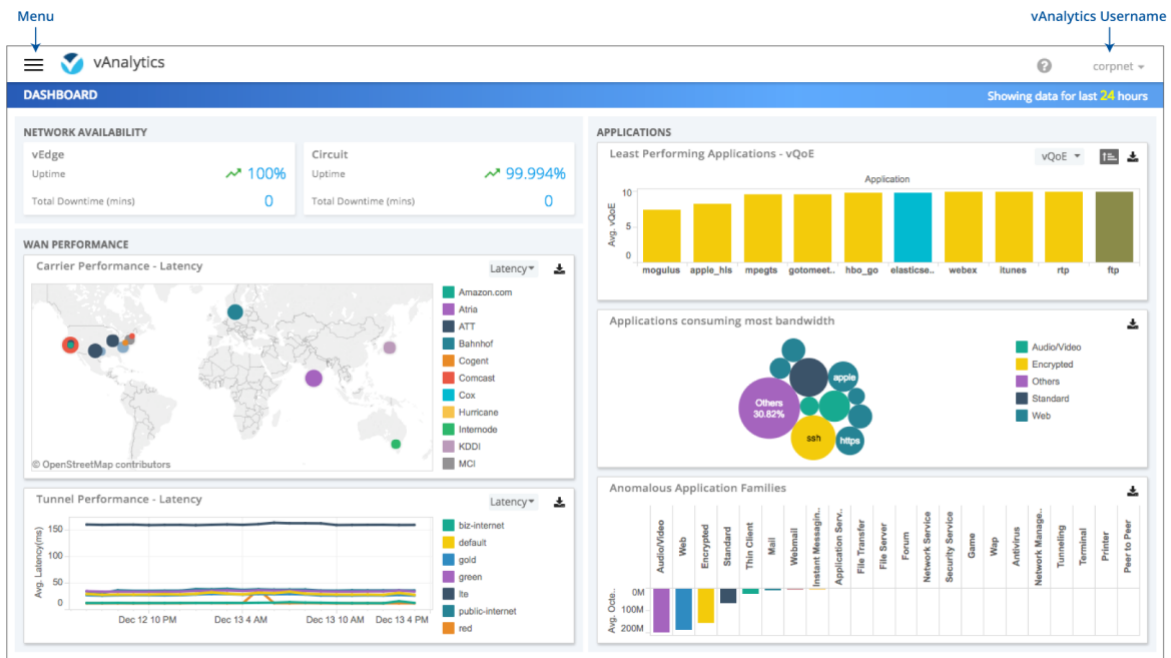 Menu
vAnalytics Username
vAnalytics
corpnet
DASHBOARD
Showing data for last 24 hours
NETWORK AVAILABILITY
vEdge
Uptime
100%
Total Downtime (mins)
0
Circuit
Uptime
99.994%
Total Downtime (mins)
0
WAN PERFORMANCE
Carrier Performance - Latency
Latency
Amazon.com
Atria
ATT
Bahnhof
Cogent
Comcast
Cox
Hurricane
Internode
KDDI
MCI
© OpenStreetMap contributors
Tunnel Performance - Latency
Latency
Avg. Latency(ms)
150
100
50
0
Dec 12 10 PM
Dec 13 4 AM
Dec 13 10 AM
Dec 13 4 PM
biz-internet
default
gold
green
lte
public-internet
red
APPLICATIONS
Least Performing Applications - vQoE
vQoE
Application
Avg. vQoE
10
5
0
mogulus
apple_hls
mpegts
gotomeet..
hbo_go
elasticse..
webex
itunes
rtp
ftp
Applications consuming most bandwidth
Others
30.82%
apple
ssh
https
Audio/Video
Encrypted
Others
Standard
Web
Anomalous Application Families
Audio/Video
Web
Encrypted
Standard
Thin Client
Mail
Webmail
Instant Messagin..
Application Serv..
File Transfer
File Server
Forum
Network Service
Security Service
Game
Wap
Antivirus
Network Manage..
Tunneling
Terminal
Printer
Peer to Peer
Avg. Octe..
0M
100M
200M